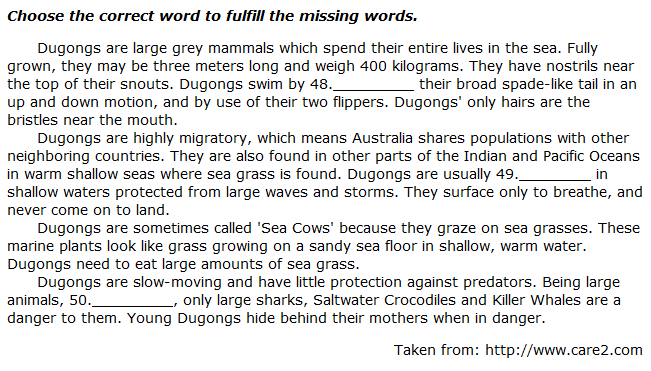 Choose the correct word to fulfill the missing words.
Dugongs are large grey mammals which spend their entire lives in the sea. Fully
grown, they may be three meters long and weigh 400 kilograms. They have nostrils near
the top of their snouts. Dugongs swim by 48.__________ their broad spade-like tail in an
up and down motion, and by use of their two flippers. Dugongs' only hairs are the
bristles near the mouth.
Dugongs are highly migratory, which means Australia shares populations with other
neighboring countries. They are also found in other parts of the Indian and Pacific Oceans
in warm shallow seas where sea grass is found. Dugongs are usually 49._________ in
shallow waters protected from large waves and storms. They surface only to breathe, and
never come on to land.
Dugongs are sometimes called 'Sea Cows' because they graze on sea grasses. These
marine plants look like grass growing on a sandy sea floor in shallow, warm water.
Dugongs need to eat large amounts of sea grass.
Dugongs are slow-moving and have little protection against predators. Being large
animals, 50.__________, only large sharks, Saltwater Crocodiles and Killer Whales are a
danger to them. Young Dugongs hide behind their mothers when in danger.
Taken from: http://www.care2.com